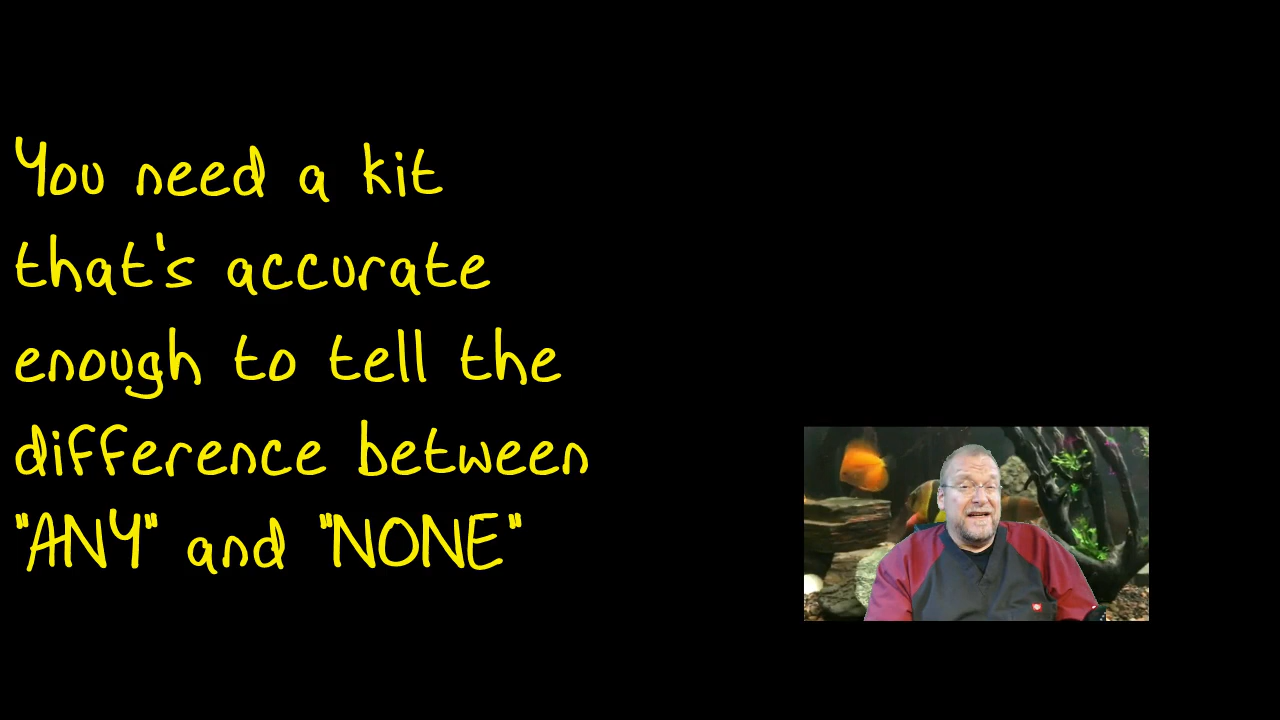 You need a kit
that's accurate
enough to tell the
difference between
"ANY" and "NONE"